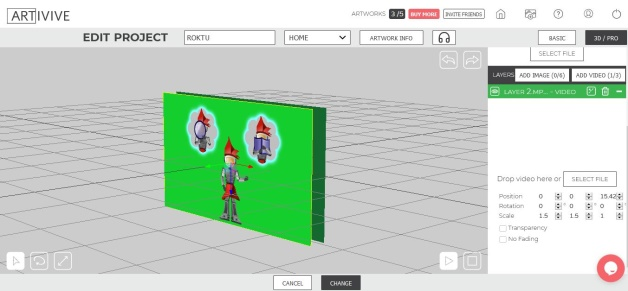 ARTIVIVE
ARTWORKS 3 /5 BUY MORE INVITE FRIENDS
EDIT PROJECT ROKTU HOME ARTWORK INFO BASIC 3D / PRO
SELECT FILE
LAYERS ADD IMAGE (0/6) ADD VIDEO (1/3)
LAYER 2.MP... - VIDEO
Drop video here or SELECT FILE
Position 0 0 15.42
Rotation 0 ° 0 ° 0 °
Scale 1.5 1.5 1
Transparency
No Fading
CANCEL CHANGE